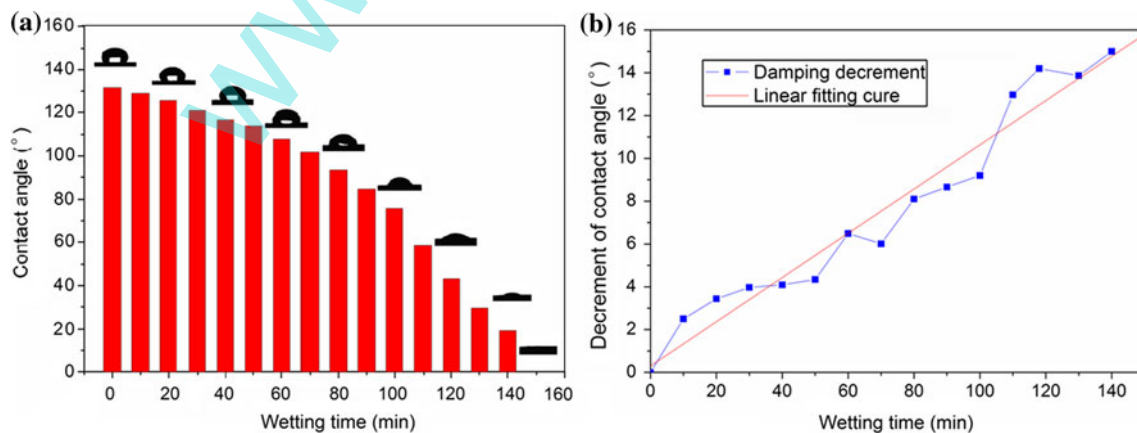 (a)
160
140
120
100
80
60
40
20
0
Contact angle (°)
0 20 40 60 80 100 120 140 160
Wetting time (min)
(b)
16
14
12
10
8
6
4
2
0
Decrement of contact angle (°)
Damping decrement
Linear fitting cure
0 20 40 60 80 100 120 140
Wetting time (min)